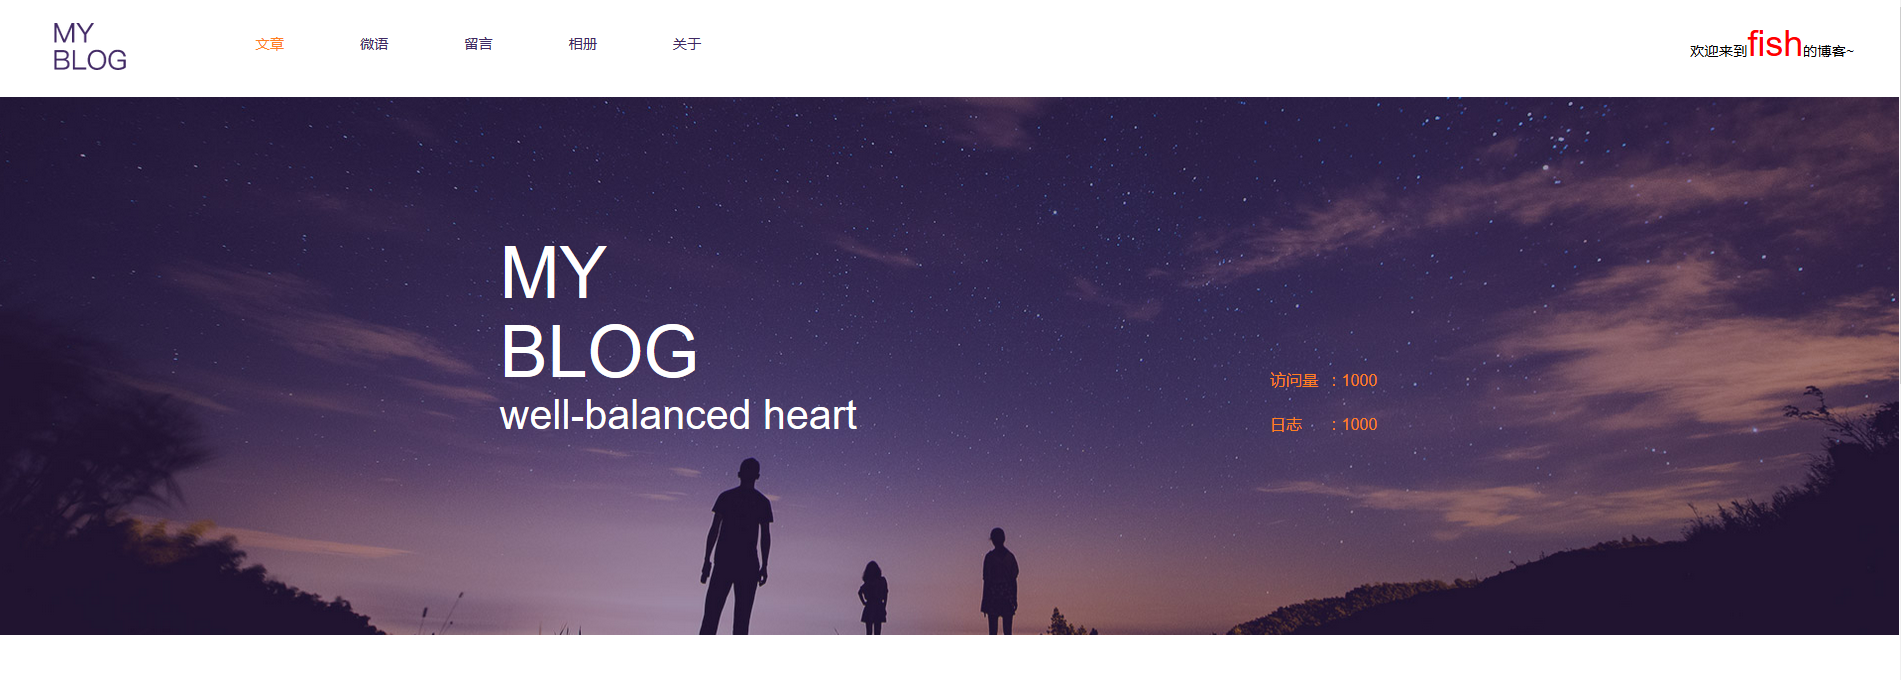 MY
BLOG
文章 微语 留言 相册 关于
欢迎来到fish的博客~
MY
BLOG
well-balanced heart
访问量 : 1000
日志 : 1000